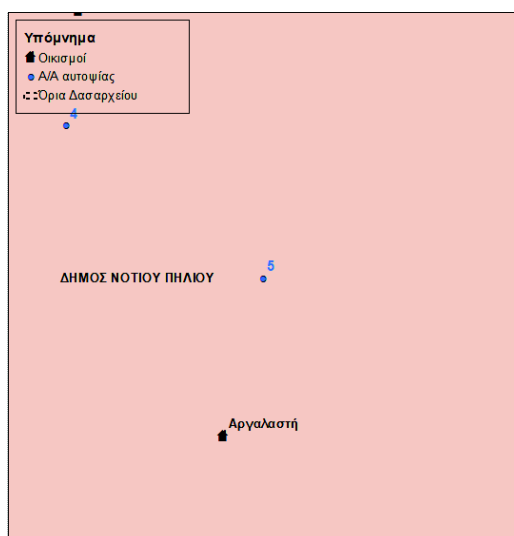 Υπόμνημα
Οικισμοί
Α/Α αυτοψίας
Όρια Δασαρχείου
4
5
ΔΗΜΟΣ ΝΟΤΙΟΥ ΠΗΛΙΟΥ
Αργαλαστή